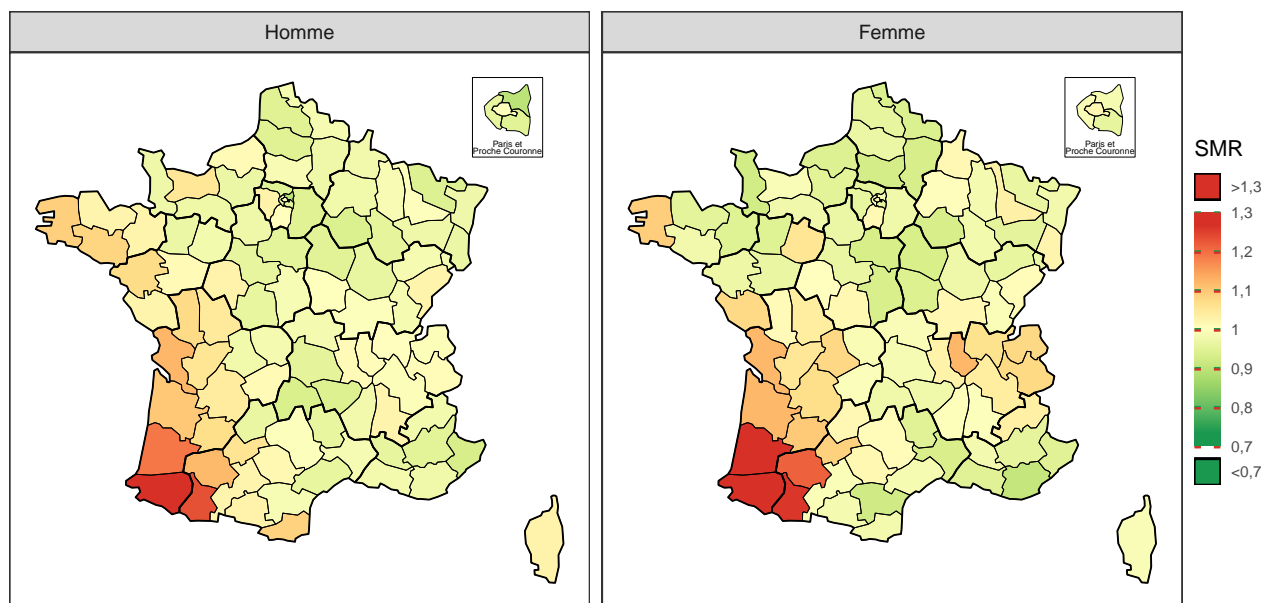 Homme
Femme
Paris et
Proche Couronne
Paris et
Proche Couronne
SMR
>1,3
1,3
1,2
1,1
1
0,9
0,8
0,7
<0,7